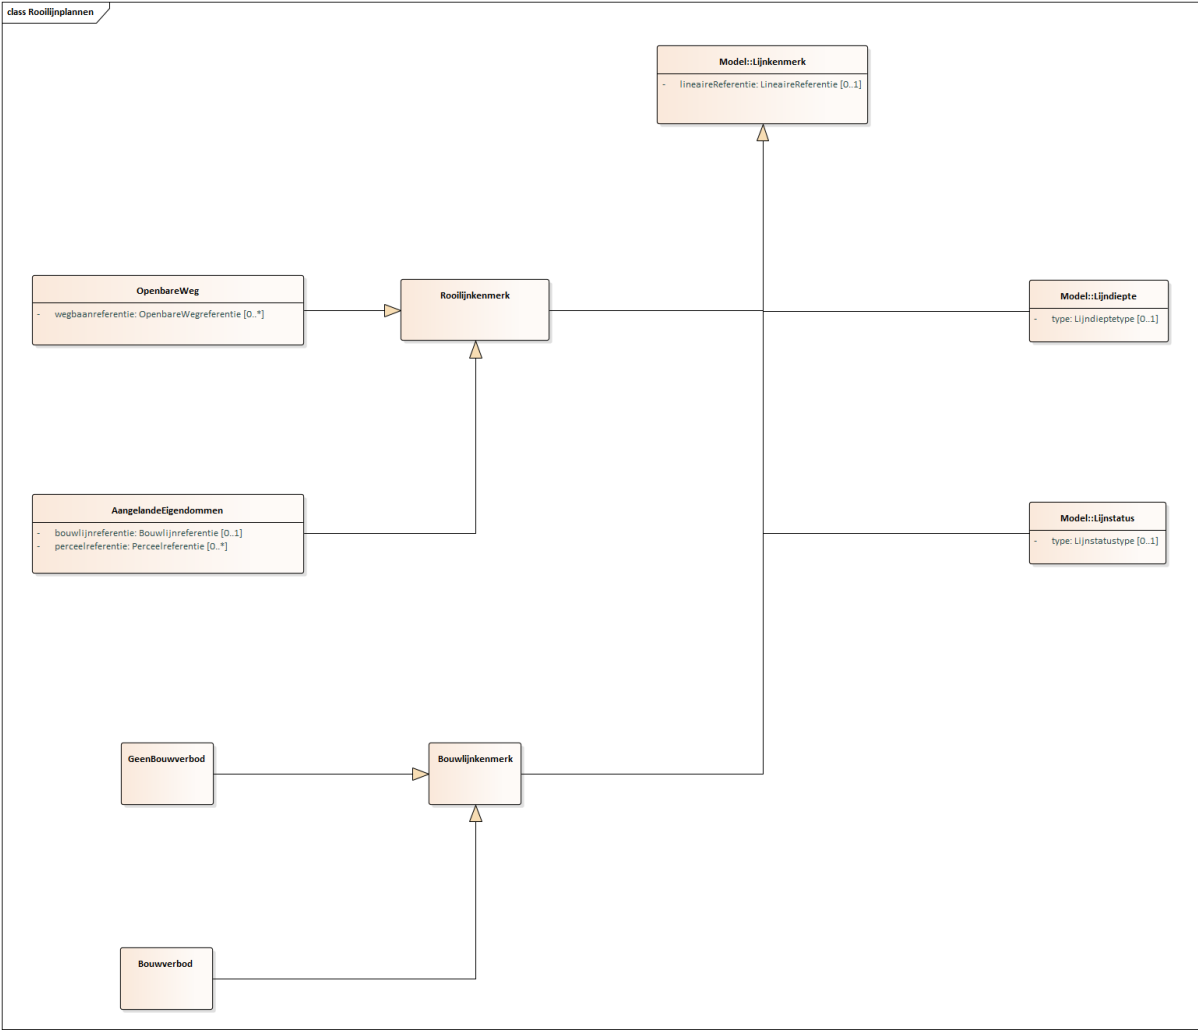 class Rooilijnplannen
Model::Lijnkenmerk
- lineaireReferentie: LineaireReferentie [0..1]
OpenbareWeg
- wegbaanreferentie: OpenbareWegreferentie [0..*]
Rooilijnkenmerk
Model::Lijndiepte
- type: Lijndieptetype [0..1]
AangelandeEigendommen
- bouwlijnreferentie: Bouwlijnreferentie [0..1]
- perceelreferentie: Perceelreferentie [0..*]
Model::Lijnstatus
- type: Lijnstatustype [0..1]
GeenBouwverbod
Bouwlijnkenmerk
Bouwverbod